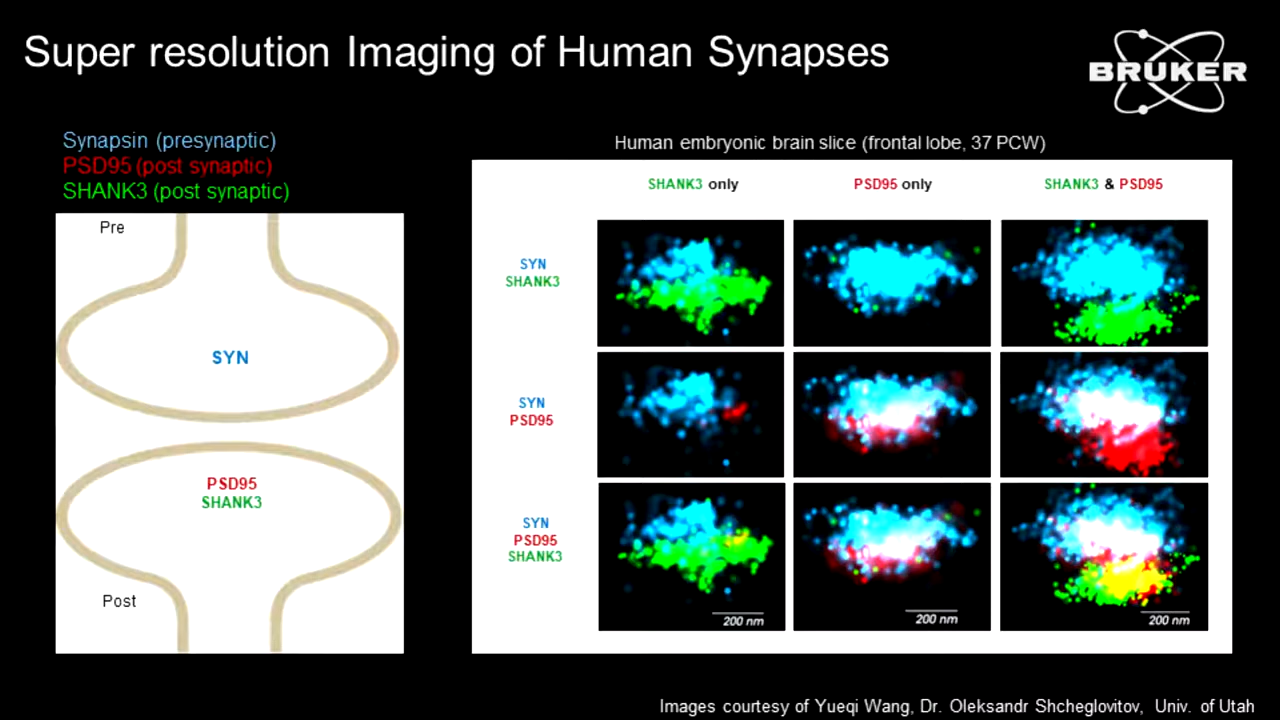 Super resolution Imaging of Human Synapses
BRUKER
Synapsin (presynaptic)
PSD95 (post synaptic)
SHANK3 (post synaptic)
Pre
SYN
PSD95
SHANK3
Post
Human embryonic brain slice (frontal lobe, 37 PCW)
SHANK3 only
PSD95 only
SHANK3 & PSD95
SYN
SHANK3
SYN
PSD95
SYN
PSD95
SHANK3
200 nm
200 nm
200 nm
Images courtesy of Yueqi Wang, Dr. Oleksandr Shcheglovitov, Univ. of Utah